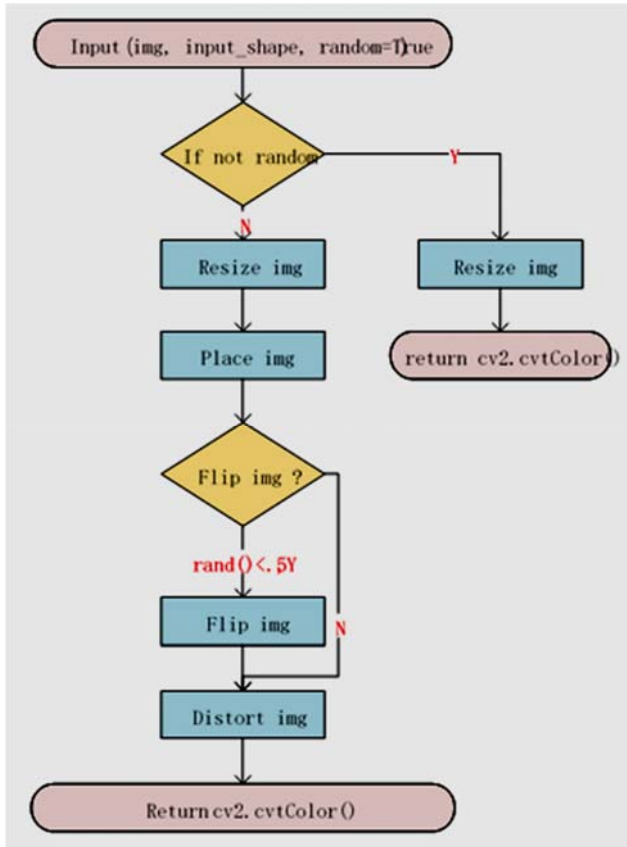 Input (img, input_shape, random=T)rue
If not random
Y
N
Resize img
Resize img
Place img
return cv2.cvtColor()
Flip img ?
rand()<.5Y
Flip img
N
Distort img
Return cv2.cvtColor()